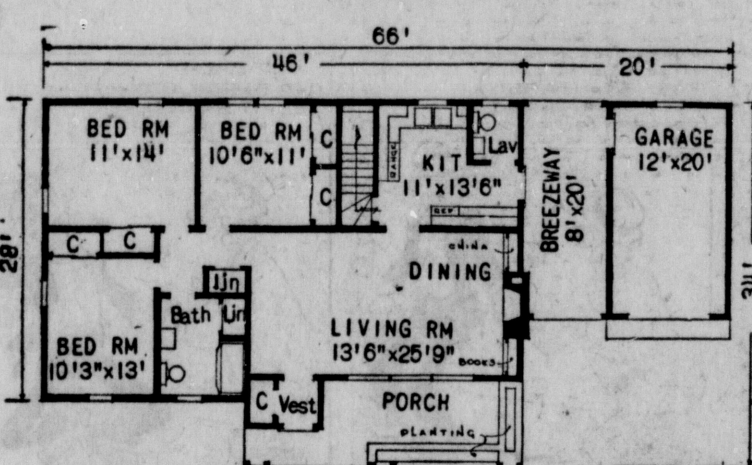 66'
46'
20'
BED RM
11'x14'
BED RM
10'6"x11'
C
C
KIT
11'x13'6"
RANGE
REF
Lav
BREEZEWAY
8'x20'
GARAGE
12'x20'
28'
C
C
CHINA
DINING
lin
Bath
Lin
LIVING RM
13'6"x25'9"
BOOKS
BED RM
10'3"x13'
C
Vest
PORCH
PLANTING